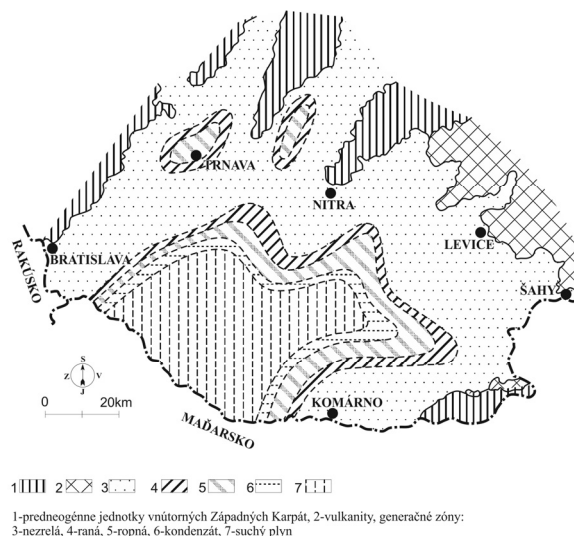 TRNAVA
NITRA
LEVICE
BRATISLAVA
RAKÚSKO
ŠAHY
S
Z V
J
0 20km
KOMÁRNO
MAĎARSKO
1 2 3 4 5 6 7
1-predneogénne jednotky vnútorných Západných Karpát, 2-vulkanity, generačné zóny:
3-nezrelá, 4-raná, 5-ropná, 6-kondenzát, 7-suchý plyn